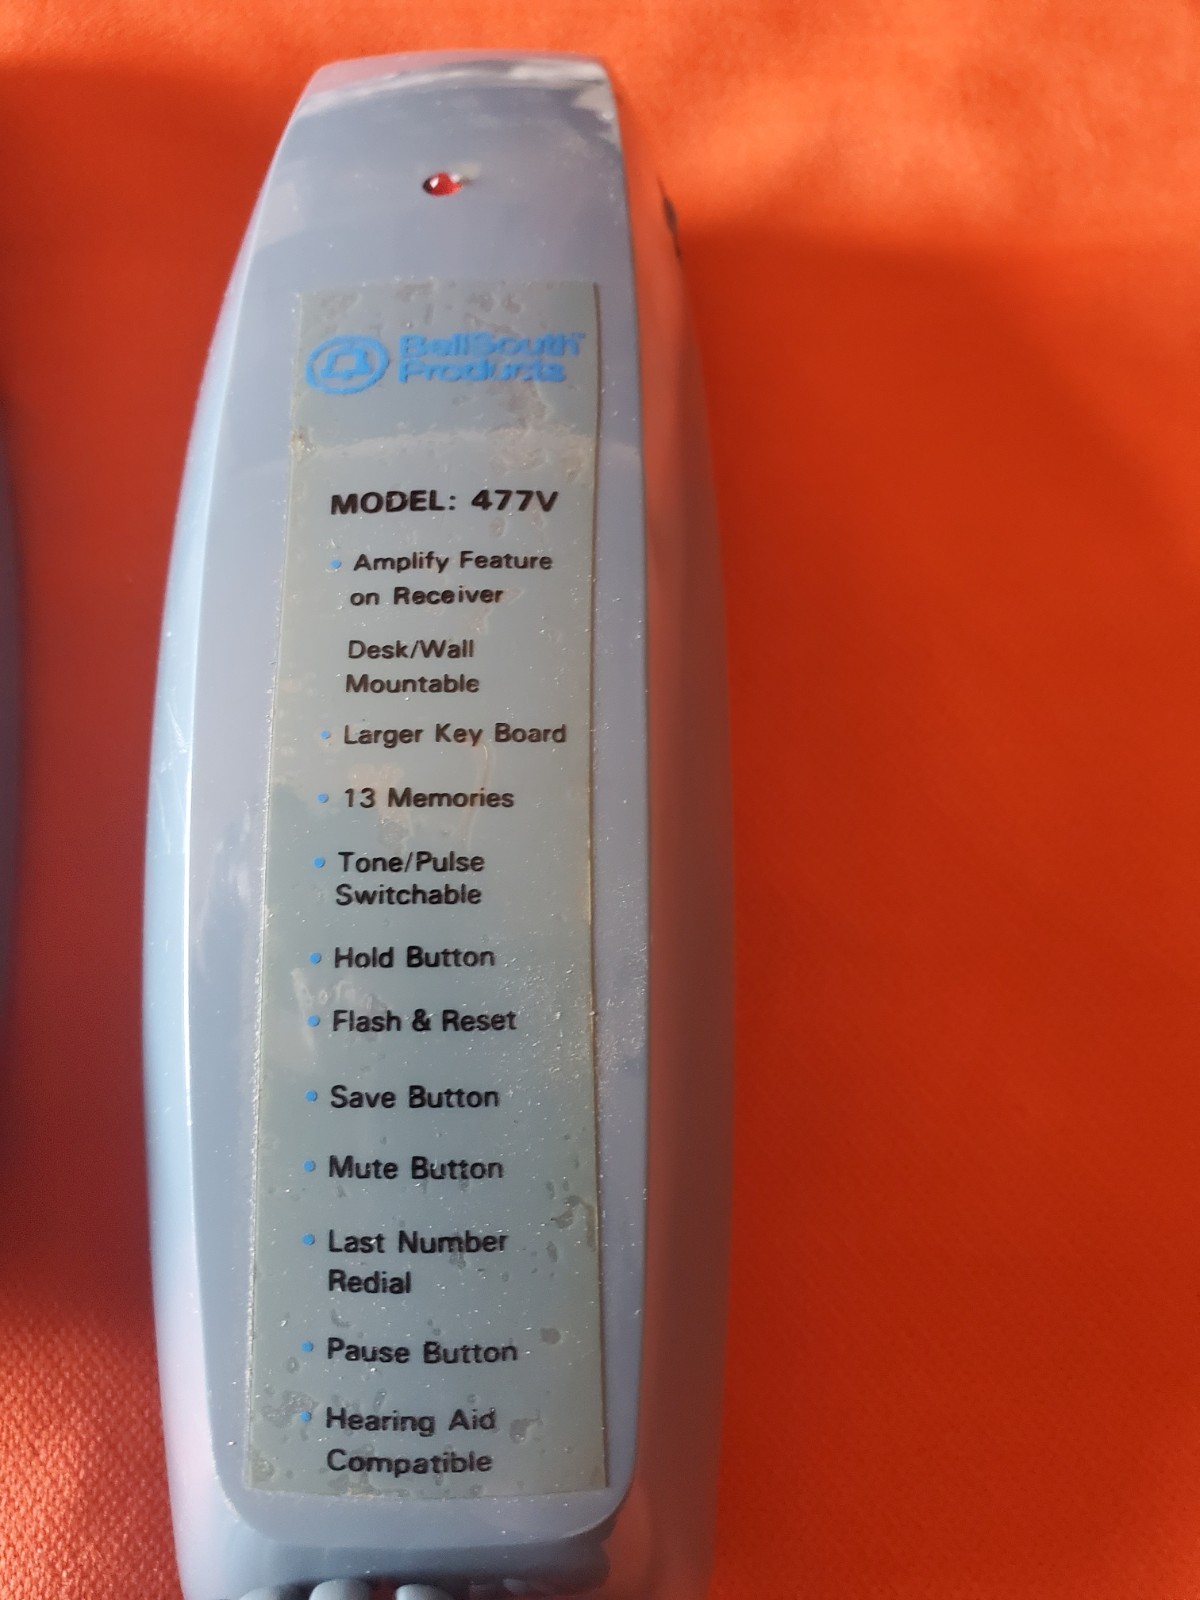 BellSouth™
Products
MODEL: 477V
• Amplify Feature
on Receiver
Desk/Wall
Mountable
• Larger Key Board
• 13 Memories
• Tone/Pulse
Switchable
• Hold Button
• Flash & Reset
• Save Button
• Mute Button
• Last Number
Redial
• Pause Button
• Hearing Aid
Compatible